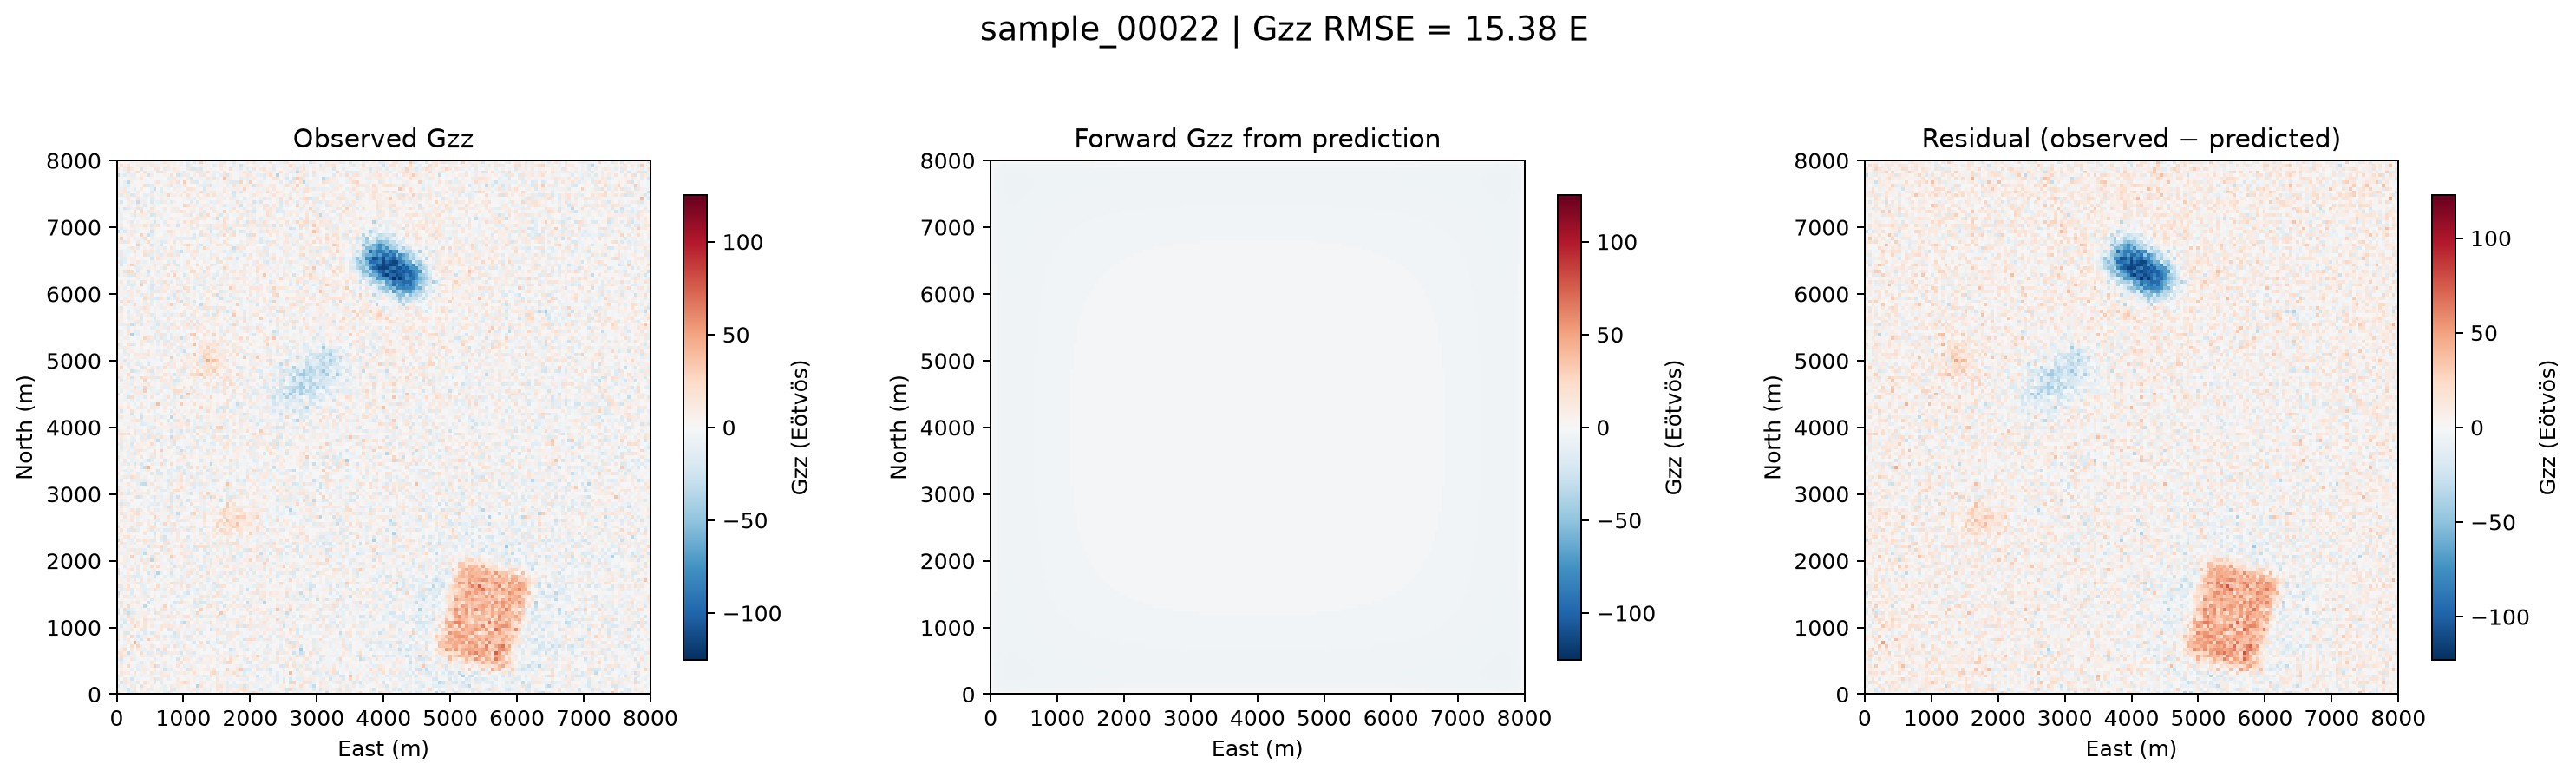 sample_00022 | Gzz RMSE = 15.38 E
Observed Gzz
8000
7000
6000
5000
4000
3000
2000
1000
0
0 1000 2000 3000 4000 5000 6000 7000 8000
East (m)
North (m)
100
50
0
−50
−100
Gzz (Eötvös)
Forward Gzz from prediction
8000
7000
6000
5000
4000
3000
2000
1000
0
0 1000 2000 3000 4000 5000 6000 7000 8000
East (m)
North (m)
100
50
0
−50
−100
Gzz (Eötvös)
Residual (observed − predicted)
8000
7000
6000
5000
4000
3000
2000
1000
0
0 1000 2000 3000 4000 5000 6000 7000 8000
East (m)
North (m)
100
50
0
−50
−100
Gzz (Eötvös)